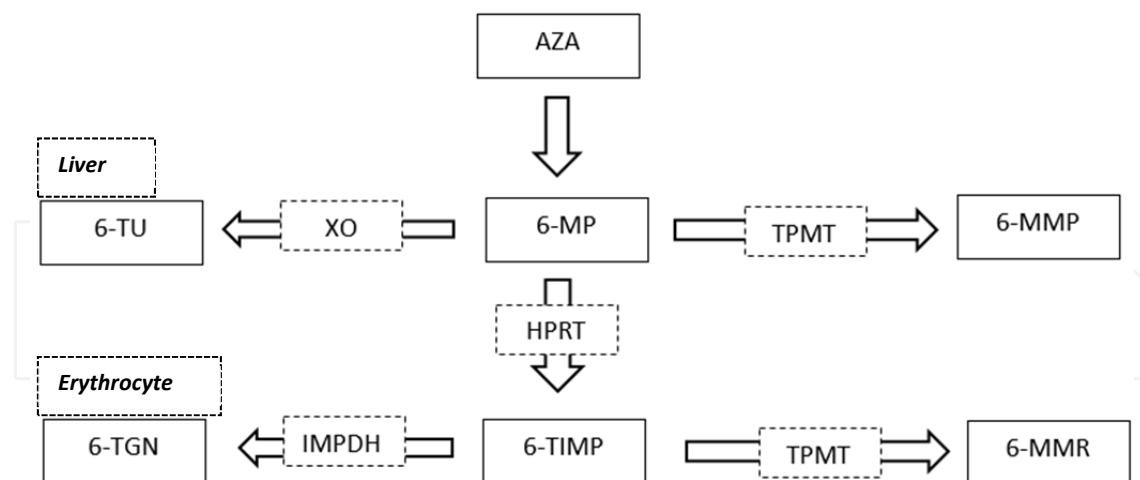 AZA
Liver
6-TU
XO
6-MP
TPMT
6-MMP
HPRT
Erythrocyte
6-TGN
IMPDH
6-TIMP
TPMT
6-MMR